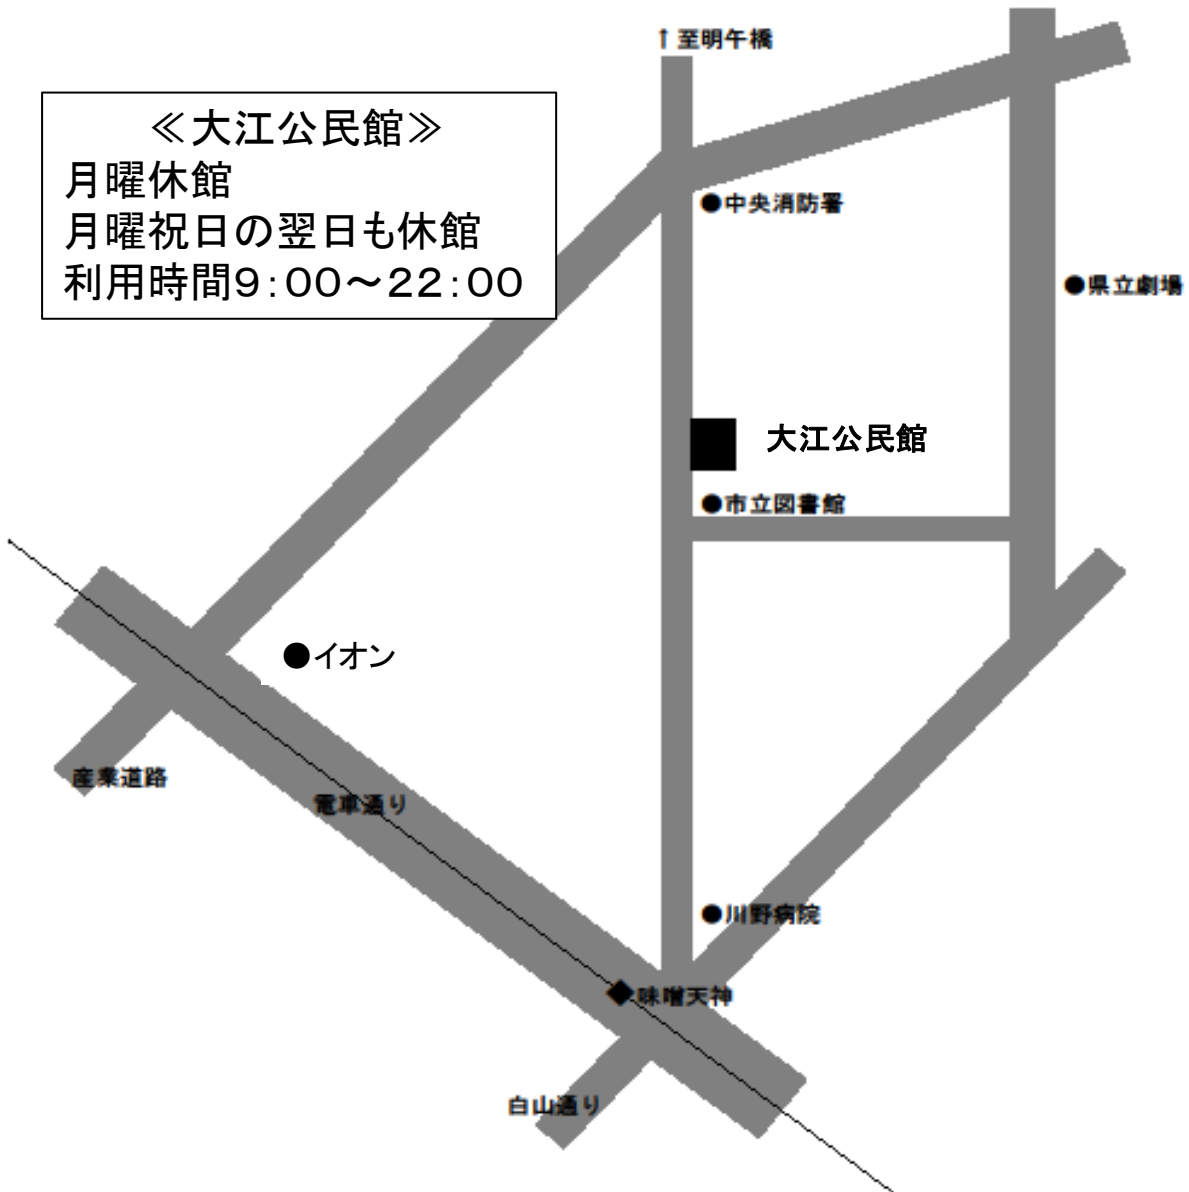 ↑至明午橋
≪大江公民館≫
月曜休館
月曜祝日の翌日も休館
利用時間9:00～22:00
●中央消防署
●県立劇場
大江公民館
●市立図書館
●イオン
産業道路
電車通り
●川野病院
◆味噌天神
白山通り